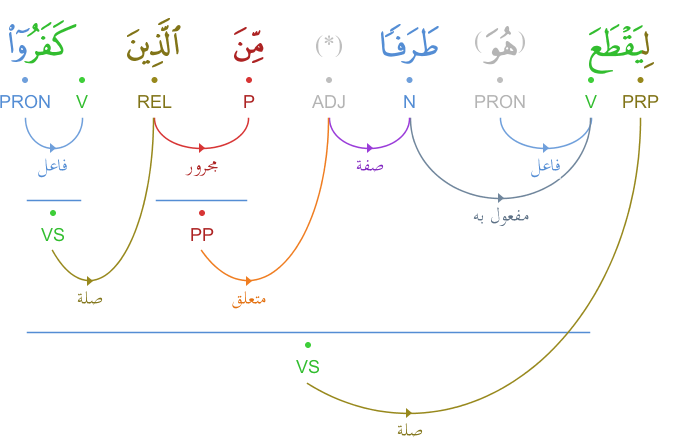 لِيَقْطَعَ (هُوَ) طَرَفًا (*) مِّنَ ٱلَّذِينَ كَفَرُوٓا۟
PRON V REL P ADJ N PRON V PRP
فاعل مجرور صفة فاعل
مفعول به
VS PP
صلة متعلق
VS
صلة